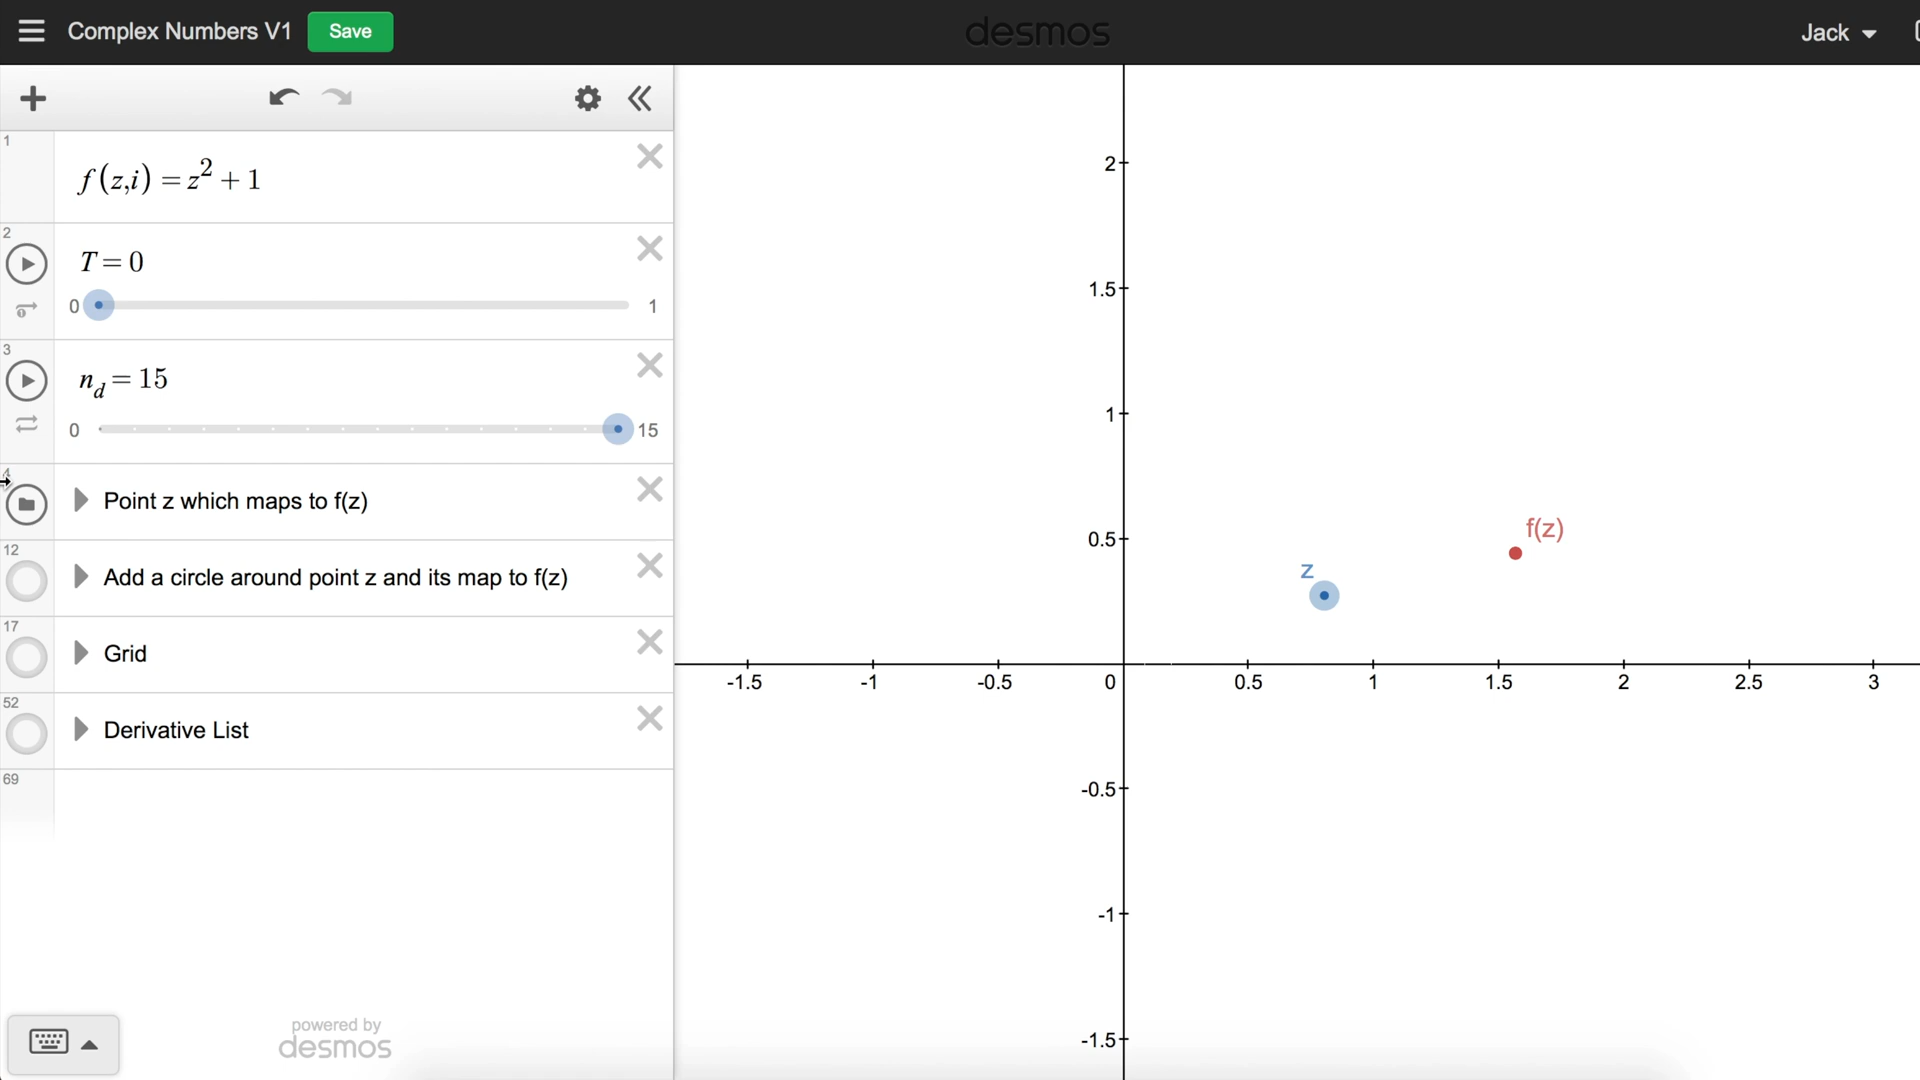 Complex Numbers V1 Save desmos Jack
1
f(z,i) = z² + 1
2
T = 0
0 1
3
n_d = 15
0 15
4
Point z which maps to f(z)
12
Add a circle around point z and its map to f(z)
17
Grid
52
Derivative List
69
powered by
desmos
2
1.5
1
0.5
f(z)
z
-1.5 -1 -0.5 0 0.5 1 1.5 2 2.5 3
-0.5
-1
-1.5